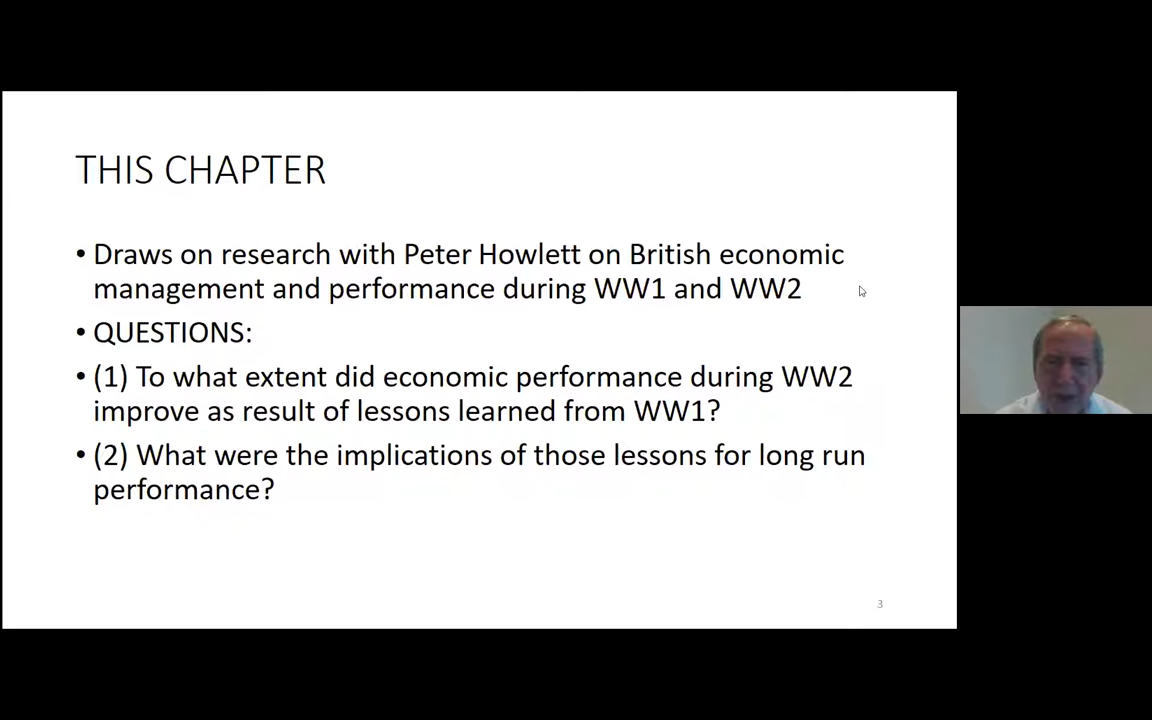 THIS CHAPTER
• Draws on research with Peter Howlett on British economic
management and performance during WW1 and WW2
• QUESTIONS:
• (1) To what extent did economic performance during WW2
improve as result of lessons learned from WW1?
• (2) What were the implications of those lessons for long run
performance?
3